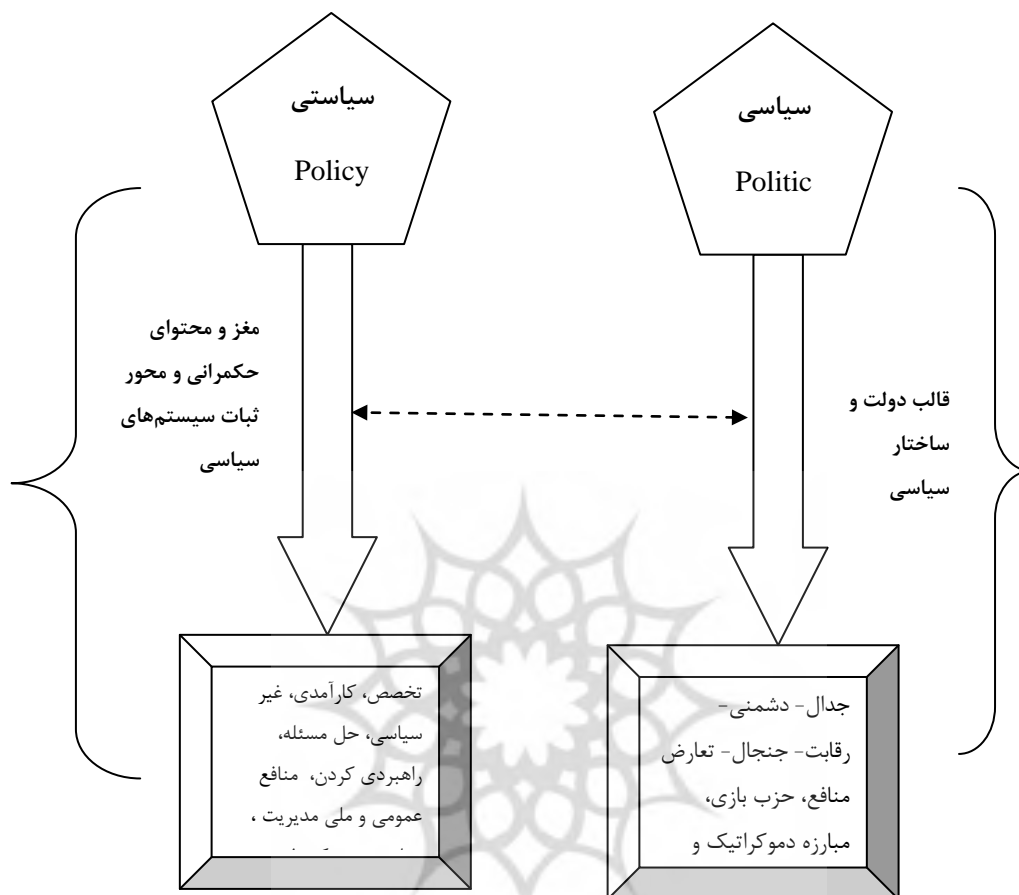 سیاسی
Politic
سیاستی
Policy
قالب دولت و
ساختار
سیاسی
مغز و محتوای
حکمرانی و محور
ثبات سیستم‌های
سیاسی
جدال- دشمنی-
رقابت- جنجال- تعارض
منافع، حزب بازی،
مبارزه دموکراتیک و
تخصص، کارآمدی، غیر
سیاسی، حل مسئله،
راهبردی کردن، منافع
عمومی و ملی مدیریت ،